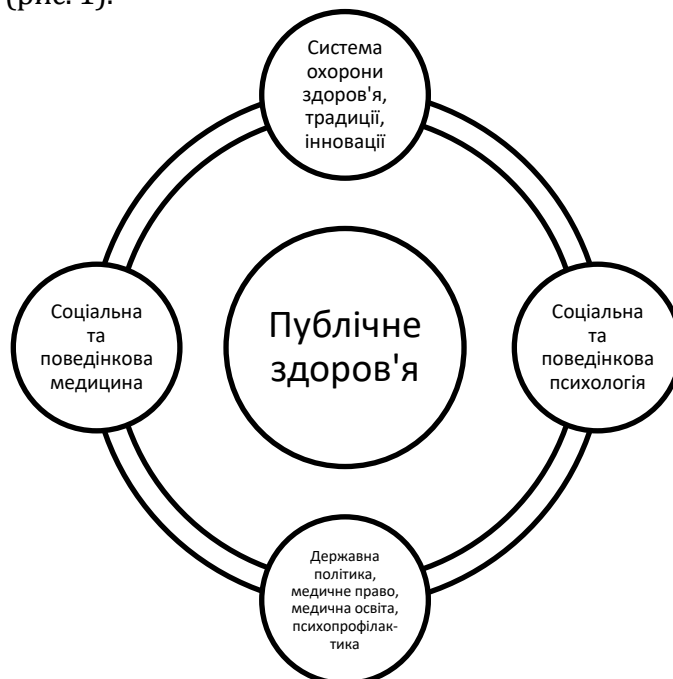 (рис. 1).
Система
охорони
здоров'я,
традиції,
інновації
Соціальна
та
поведінкова
медицина
Публічне
здоров'я
Соціальна
та
поведінкова
психологія
Державна
політика,
медичне право,
медична освіта,
психопрофілак-
тика